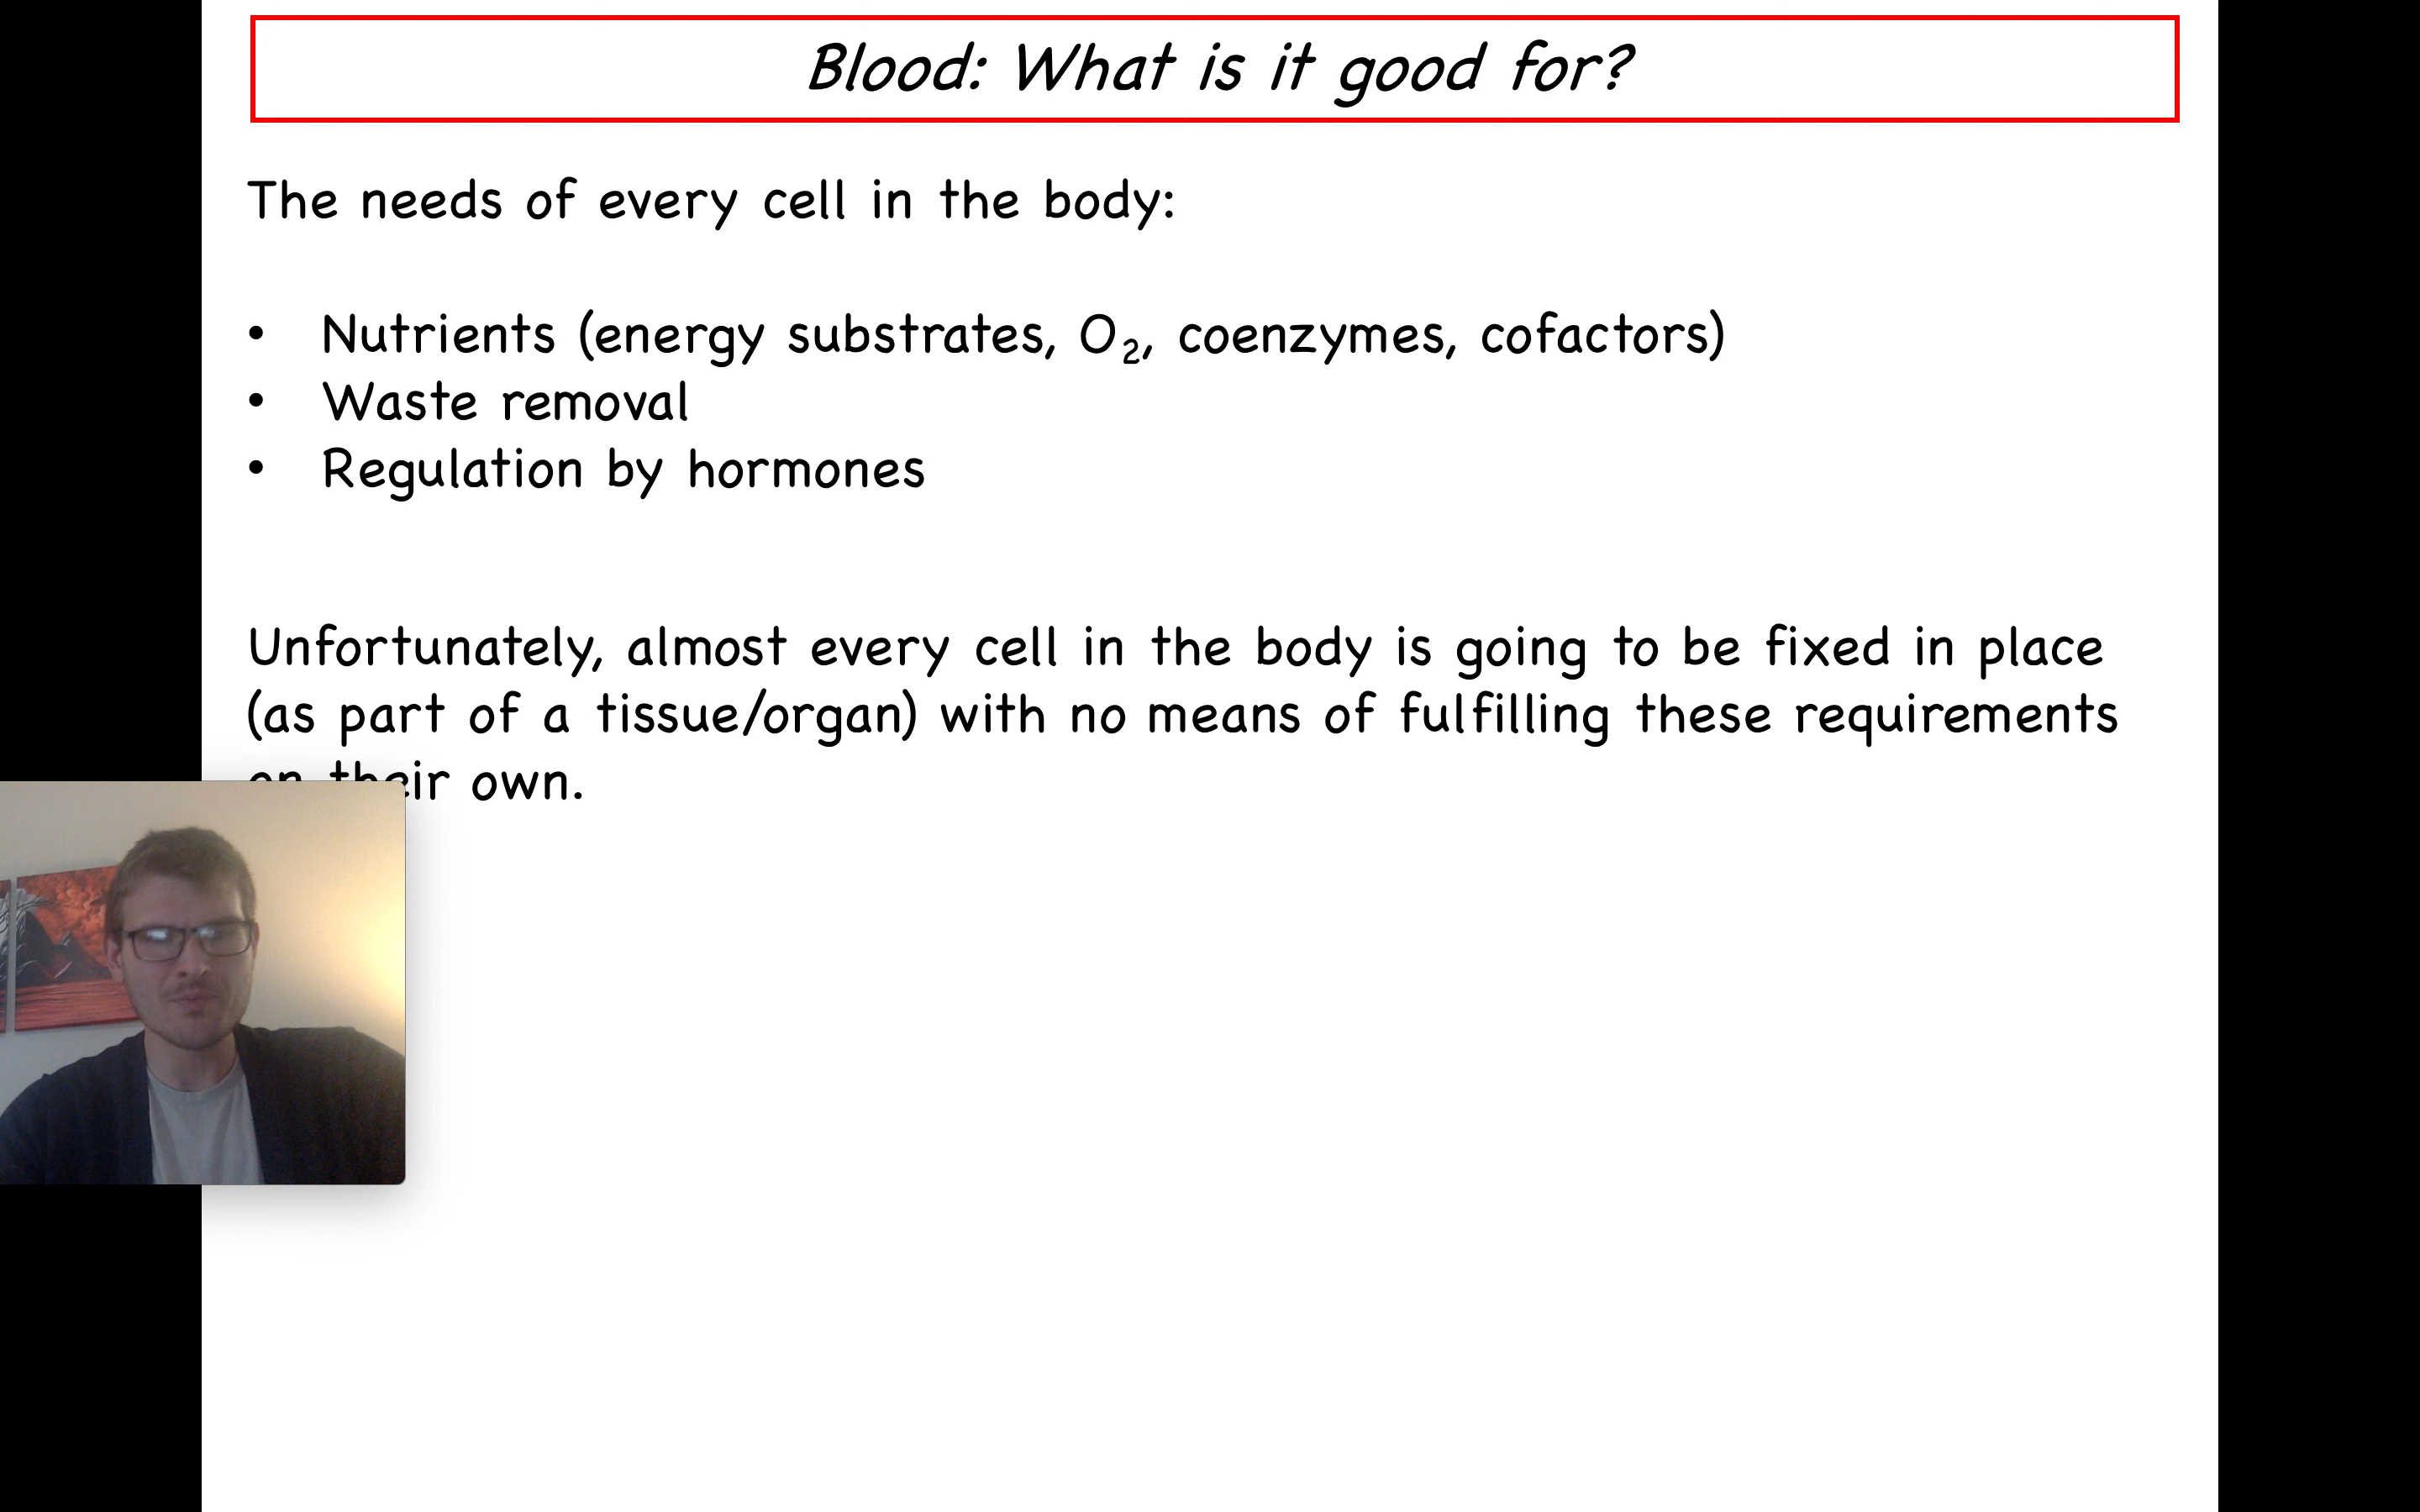 Blood: What is it good for?
The needs of every cell in the body:
• Nutrients (energy substrates, O₂, coenzymes, cofactors)
• Waste removal
• Regulation by hormones
Unfortunately, almost every cell in the body is going to be fixed in place
(as part of a tissue/organ) with no means of fulfilling these requirements
on their own.